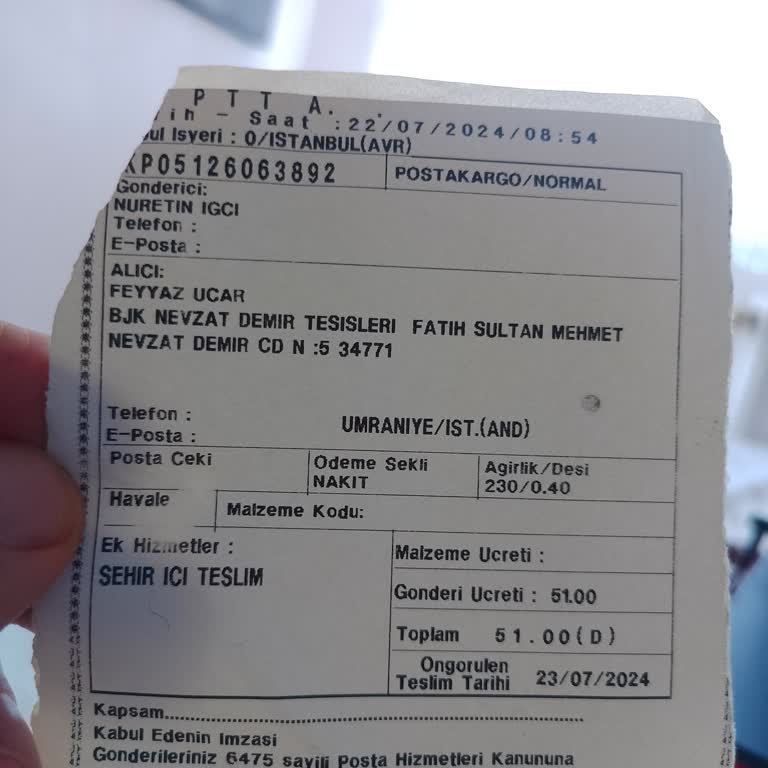 PTT A.
ih - Saat :22/07/2024/08:54
ul Isyeri : 0/ISTANBUL(AVR)
KP05126063892
POSTAKARGO/NORMAL
Gonderici:
NURETIN IGCI
Telefon :
E-Posta :
ALICI:
FEYYAZ UCAR
BJK NEVZAT DEMIR TESISLERI FATIH SULTAN MEHMET
NEVZAT DEMIR CD N :5 34771
Telefon :
E-Posta :
UMRANIYE/IST.(AND)
Posta Ceki
Odeme Sekli
NAKIT
Agirlik/Desi
230/0.40
Havale
Malzeme Kodu:
Ek Hizmetler :
SEHIR ICI TESLIM
Malzeme Ucreti :
Gonderi Ucreti : 51.00
Toplam 51.00(D)
Ongorulen
Teslim Tarihi 23/07/2024
Kapsam........................................................................
Kabul Edenin Imzasi
Gonderileriniz 6475 sayili Posta Hizmetleri Kanununa